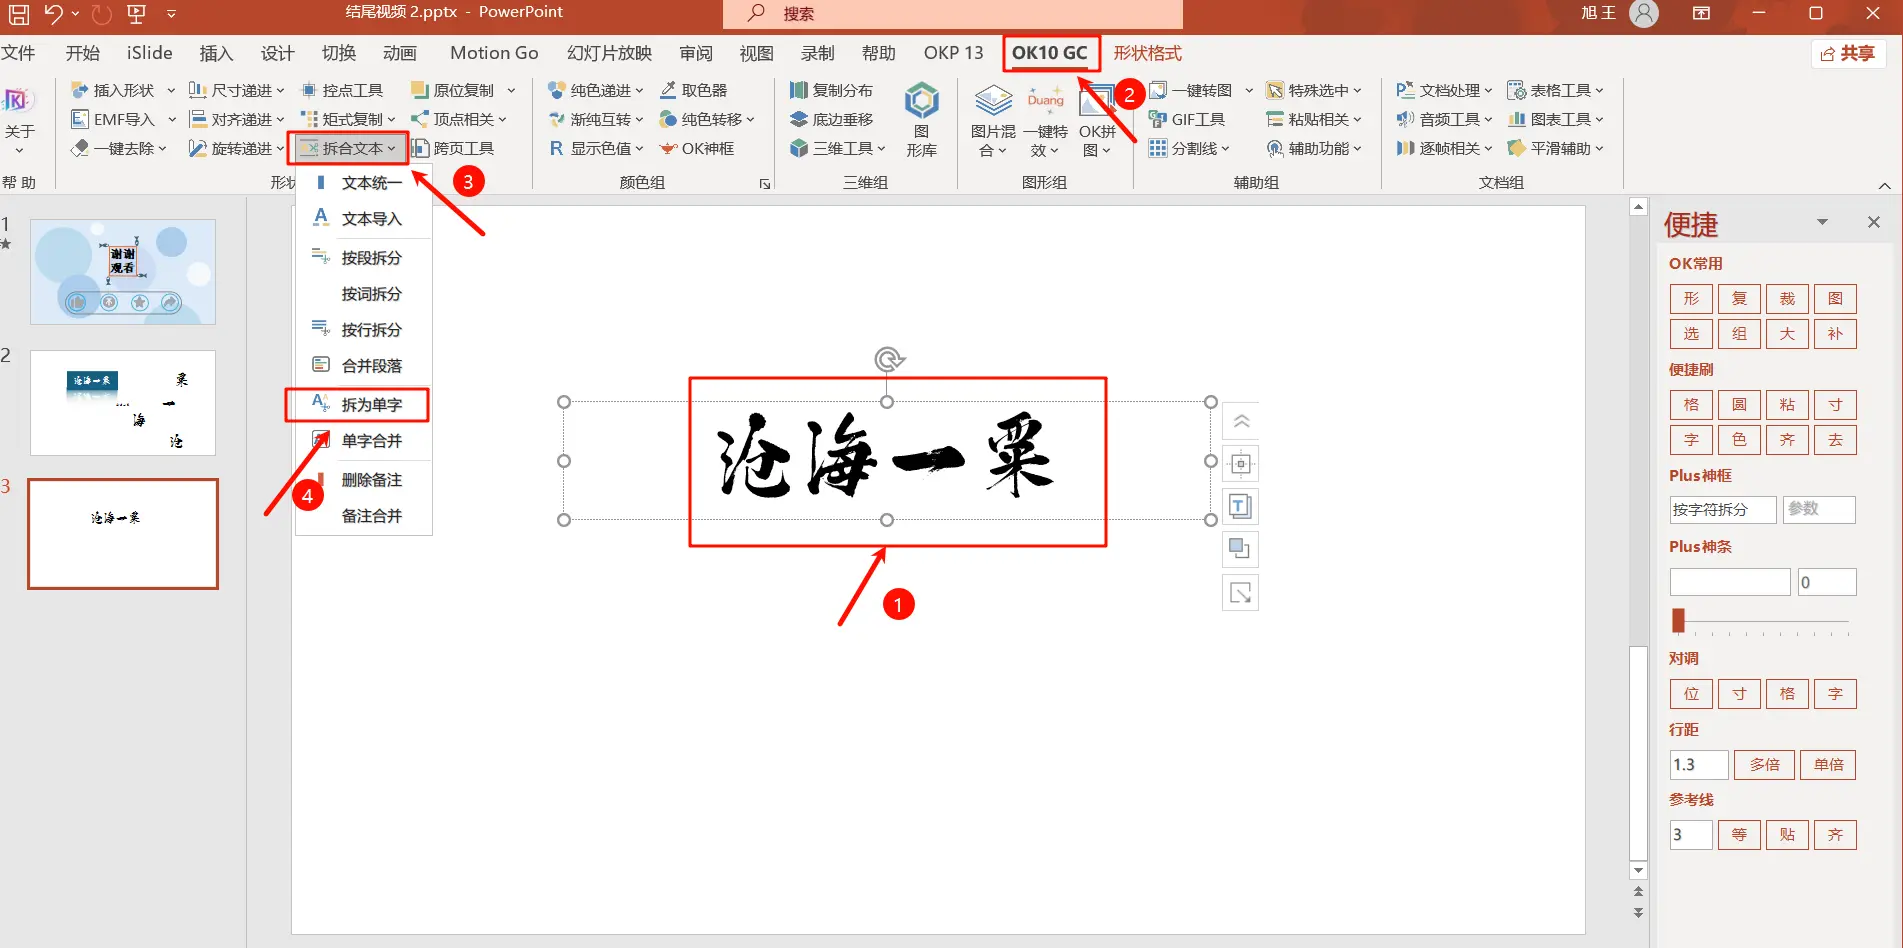 结尾视频 2.pptx - PowerPoint
搜索
旭 王
文件 开始 iSlide 插入 设计 切换 动画 Motion Go 幻灯片放映 审阅 视图 录制 帮助 OKP 13 OK10 GC 形状格式 共享
关于
帮助
插入形状 尺寸递进 控点工具 原位复制
EMF导入 对齐递进 矩式复制 顶点相关
一键去除 旋转递进 拆合文本 跨页工具
形状
纯色递进 取色器
渐纯互转 纯色转移
R 显示色值 OK神框
颜色组
复制分布
底边垂移
三维工具
图
形库
三维组
图片混
合
Duang
一键特
效
OK拼
图
图形组
2
一键转图 特殊选中
GIF工具 粘贴相关
分割线 辅助功能
辅助组
文档处理 表格工具
音频工具 图表工具
逐帧相关 平滑辅助
文档组
文本统一
文本导入
按段拆分
按词拆分
按行拆分
合并段落
拆为单字
单字合并
删除备注
备注合并
3
4
1
谢谢
观看
2
沧海一粟
粟
一
海
沧
3
沧海一粟
沧海一粟
1
便捷
OK常用
形 复 裁 图
选 组 大 补
便捷刷
格 圆 粘 寸
字 色 齐 去
Plus神框
按字符拆分 参数
Plus神条
0
对调
位 寸 格 字
行距
1.3 多倍 单倍
参考线
3 等 贴 齐